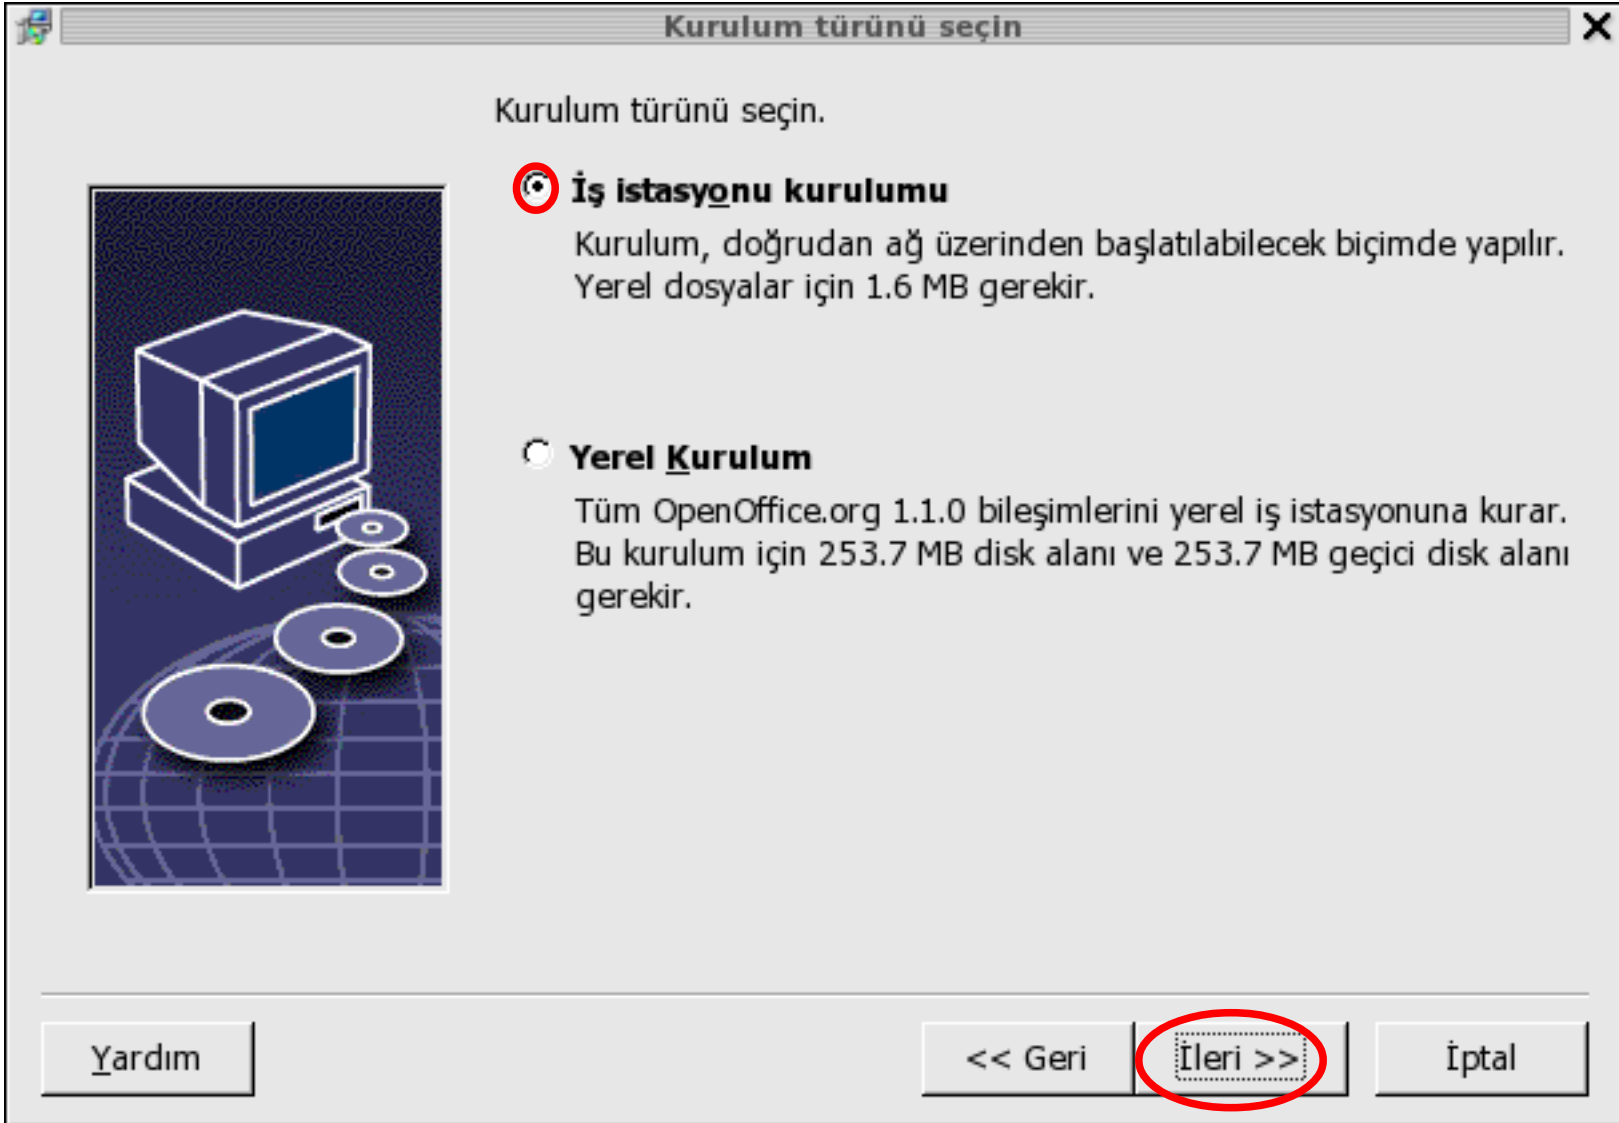 Kurulum türünü seçin
Kurulum türünü seçin.
İş istasyonu kurulumu
Kurulum, doğrudan ağ üzerinden başlatılabilecek biçimde yapılır.
Yerel dosyalar için 1.6 MB gerekir.
Yerel Kurulum
Tüm OpenOffice.org 1.1.0 bileşimlerini yerel iş istasyonuna kurar.
Bu kurulum için 253.7 MB disk alanı ve 253.7 MB geçici disk alanı
gerekir.
Yardım
<< Geri
İleri >>
İptal